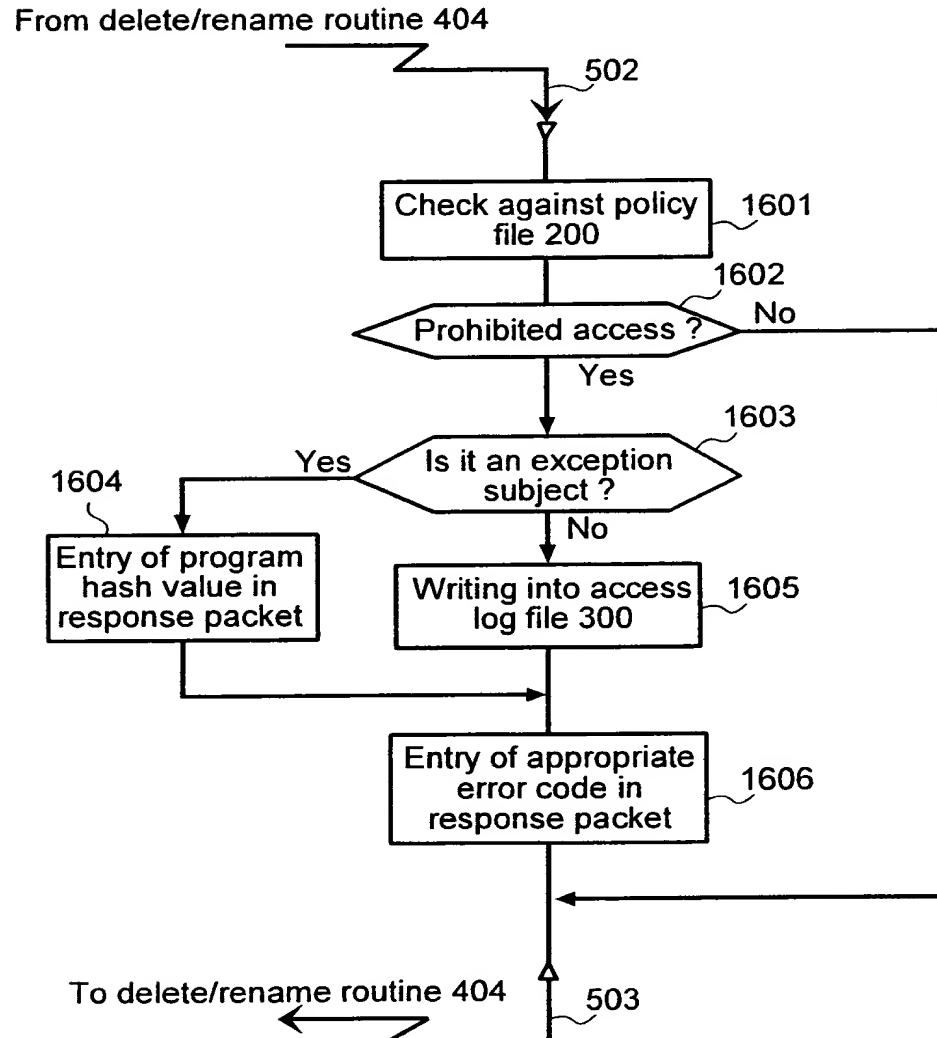 From delete/rename routine 404
502
Check against policy
file 200
1601
1602
Prohibited access ?
No
Yes
1603
Is it an exception
subject ?
Yes
1604
No
Entry of program
hash value in
response packet
Writing into access
log file 300
1605
Entry of appropriate
error code in
response packet
1606
To delete/rename routine 404
503